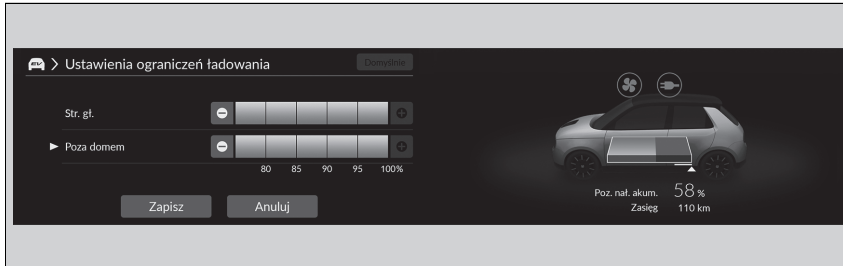 EV Ustawienia ograniczeń ładowania
Domyślnie
Str. gł.
Poza domem
80 85 90 95 100%
Zapisz Anuluj
Poz. nał. akum. 58 %
Zasięg 110 km